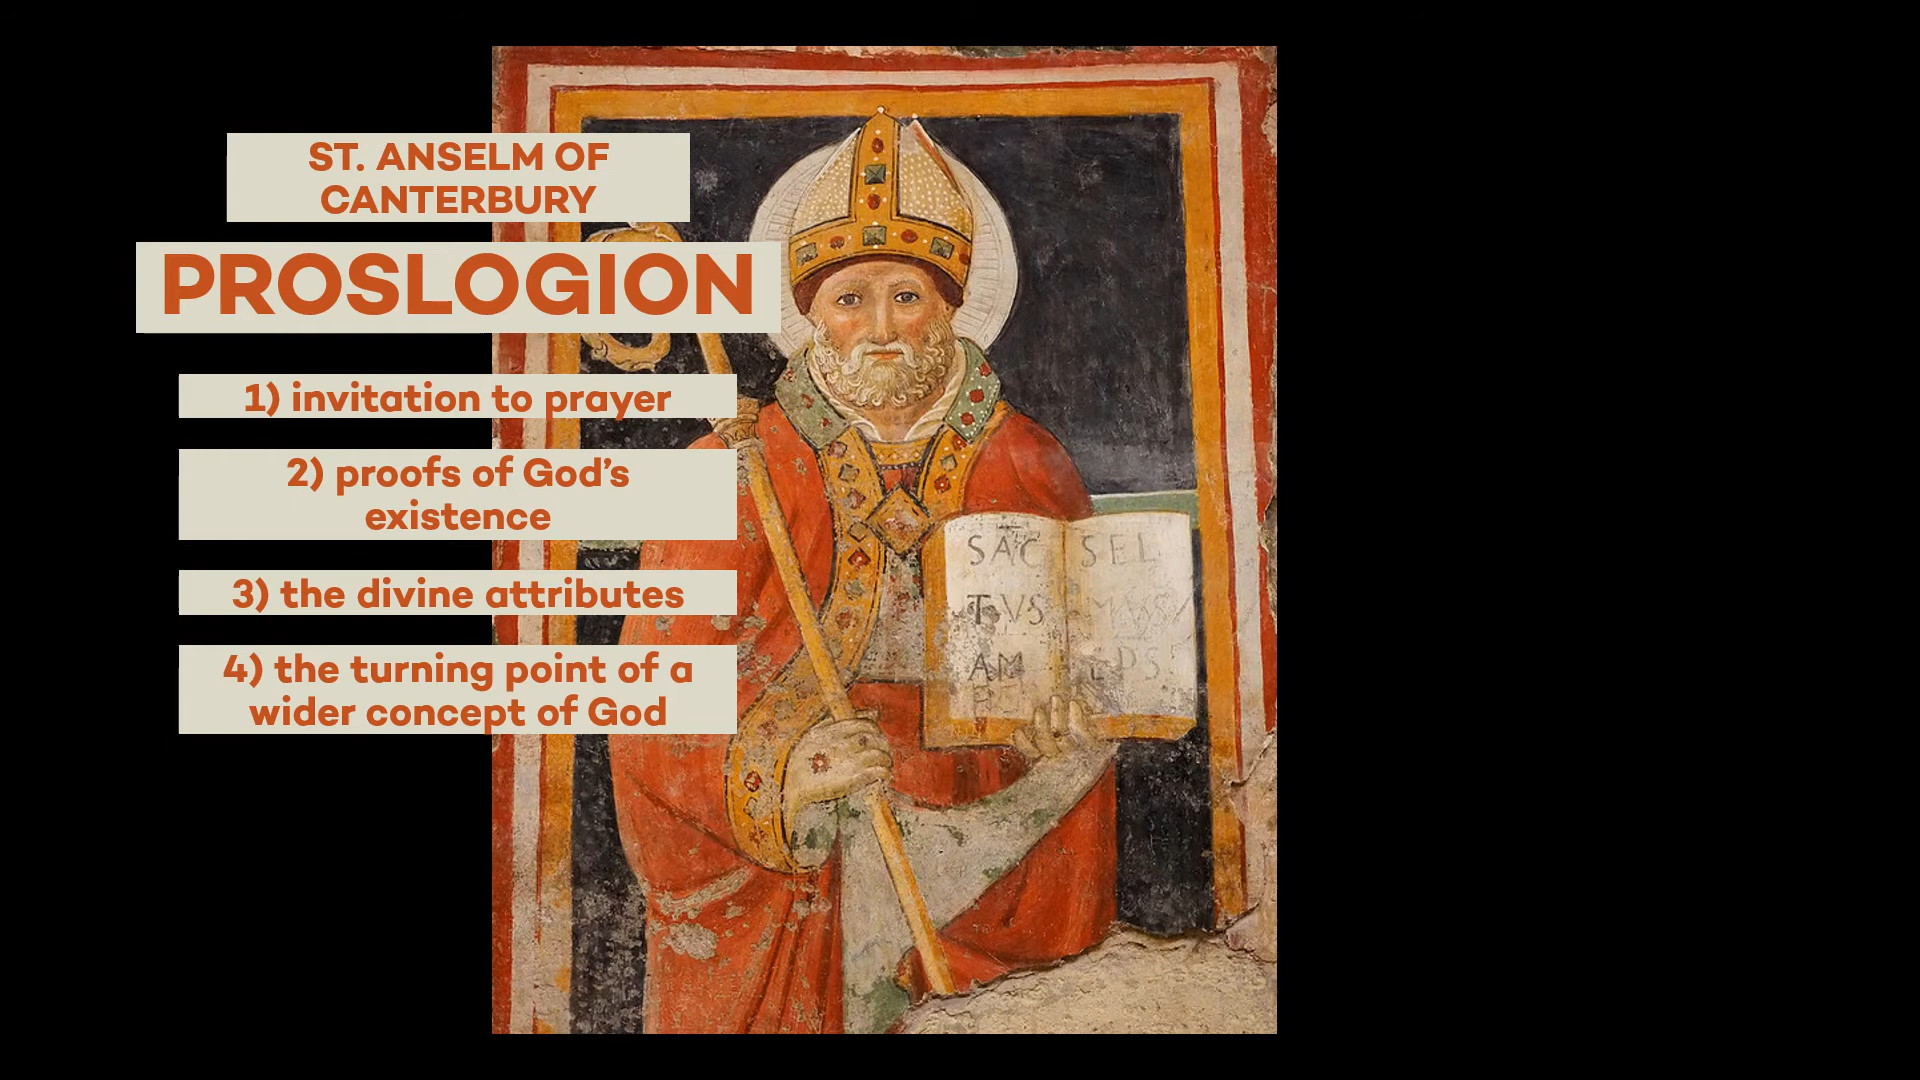 ST. ANSELM OF
CANTERBURY
PROSLOGION
1) invitation to prayer
2) proofs of God’s
existence
3) the divine attributes
4) the turning point of a
wider concept of God
SAC SEL
TVS
AM